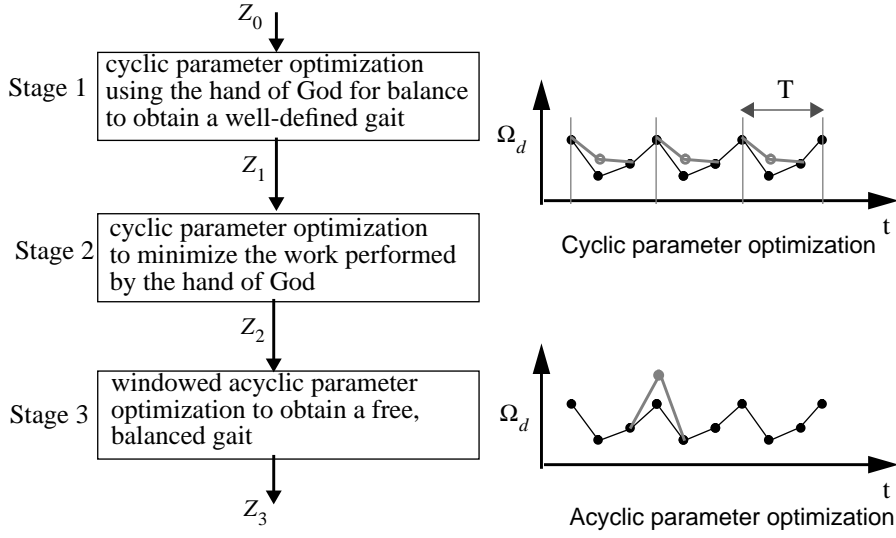 Z0
Stage 1
cyclic parameter optimization
using the hand of God for balance
to obtain a well-defined gait
Z1
Stage 2
cyclic parameter optimization
to minimize the work performed
by the hand of God
Z2
Stage 3
windowed acyclic parameter
optimization to obtain a free,
balanced gait
Z3
T
Ωd
t
Cyclic parameter optimization
Ωd
t
Acyclic parameter optimization